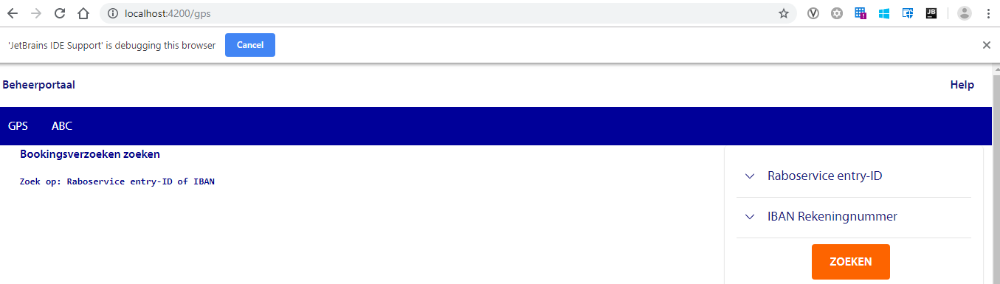 localhost:4200/gps
'JetBrains IDE Support' is debugging this browser Cancel
Beheerportaal Help
GPS ABC
Bookingsverzoeken zoeken
Zoek op: Raboservice entry-ID of IBAN
Raboservice entry-ID
IBAN Rekeningnummer
ZOEKEN